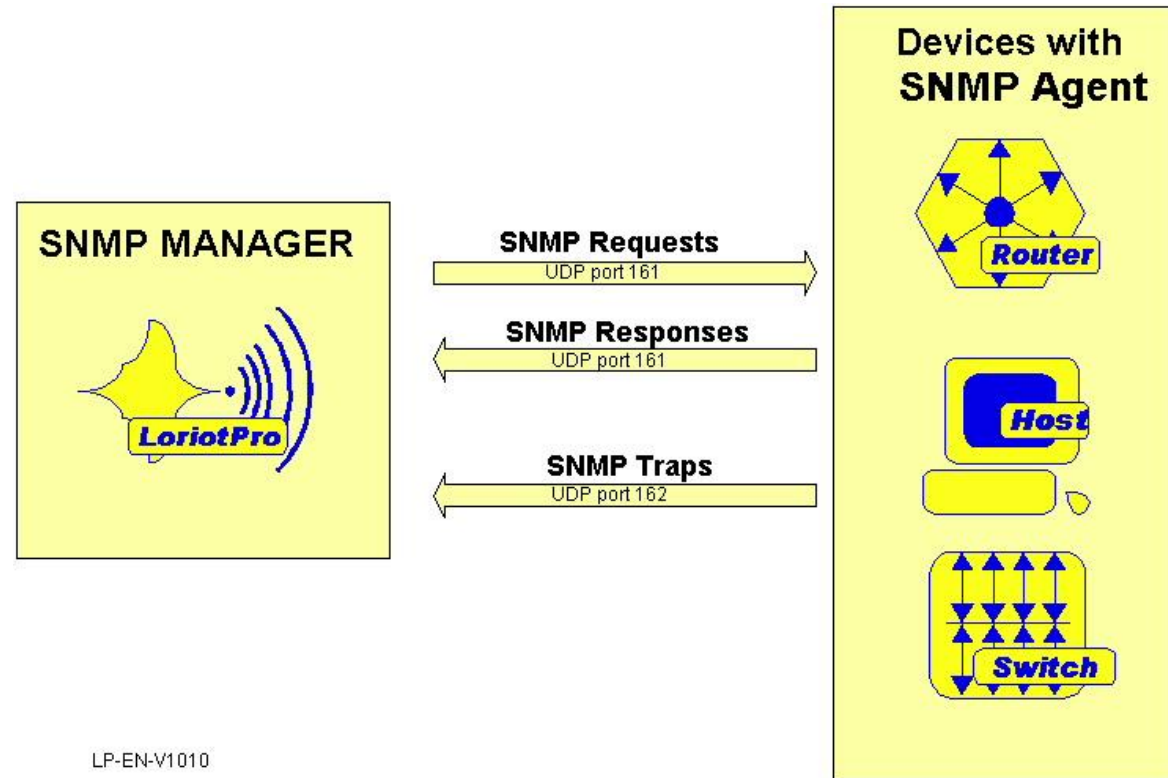 Devices with
SNMP Agent
SNMP MANAGER
LoriotPro
SNMP Requests
UDP port 161
SNMP Responses
UDP port 161
SNMP Traps
UDP port 162
Router
Host
Switch
LP-EN-V1010